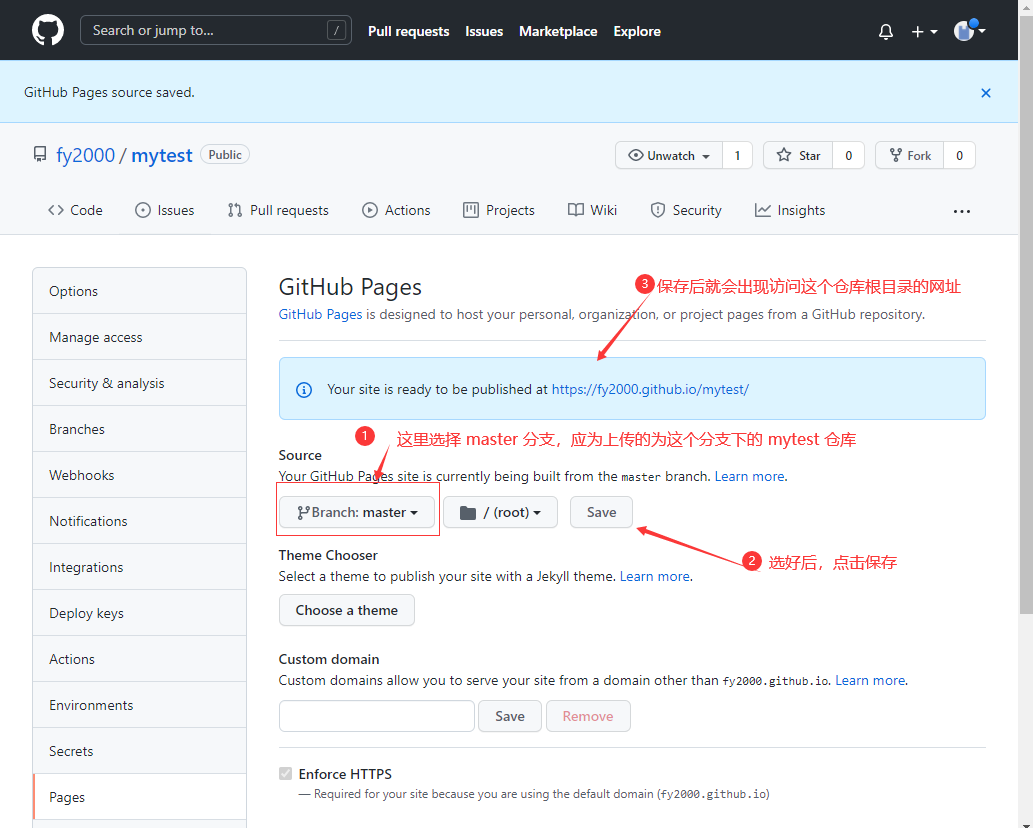 Search or jump to... /
Pull requests Issues Marketplace Explore
GitHub Pages source saved.
fy2000 / mytest Public
Unwatch 1 Star 0 Fork 0
Code Issues Pull requests Actions Projects Wiki Security Insights
Options
Manage access
Security & analysis
Branches
Webhooks
Notifications
Integrations
Deploy keys
Actions
Environments
Secrets
Pages
GitHub Pages
3 保存后就会出现访问这个仓库根目录的网址
GitHub Pages is designed to host your personal, organization, or project pages from a GitHub repository.
Your site is ready to be published at https://fy2000.github.io/mytest/
1 这里选择 master 分支，应为上传的为这个分支下的 mytest 仓库
Source
Your GitHub Pages site is currently being built from the master branch. Learn more.
Branch: master / (root) Save
2 选好后，点击保存
Theme Chooser
Select a theme to publish your site with a Jekyll theme. Learn more.
Choose a theme
Custom domain
Custom domains allow you to serve your site from a domain other than fy2000.github.io. Learn more.
Save Remove
Enforce HTTPS
— Required for your site because you are using the default domain (fy2000.github.io)